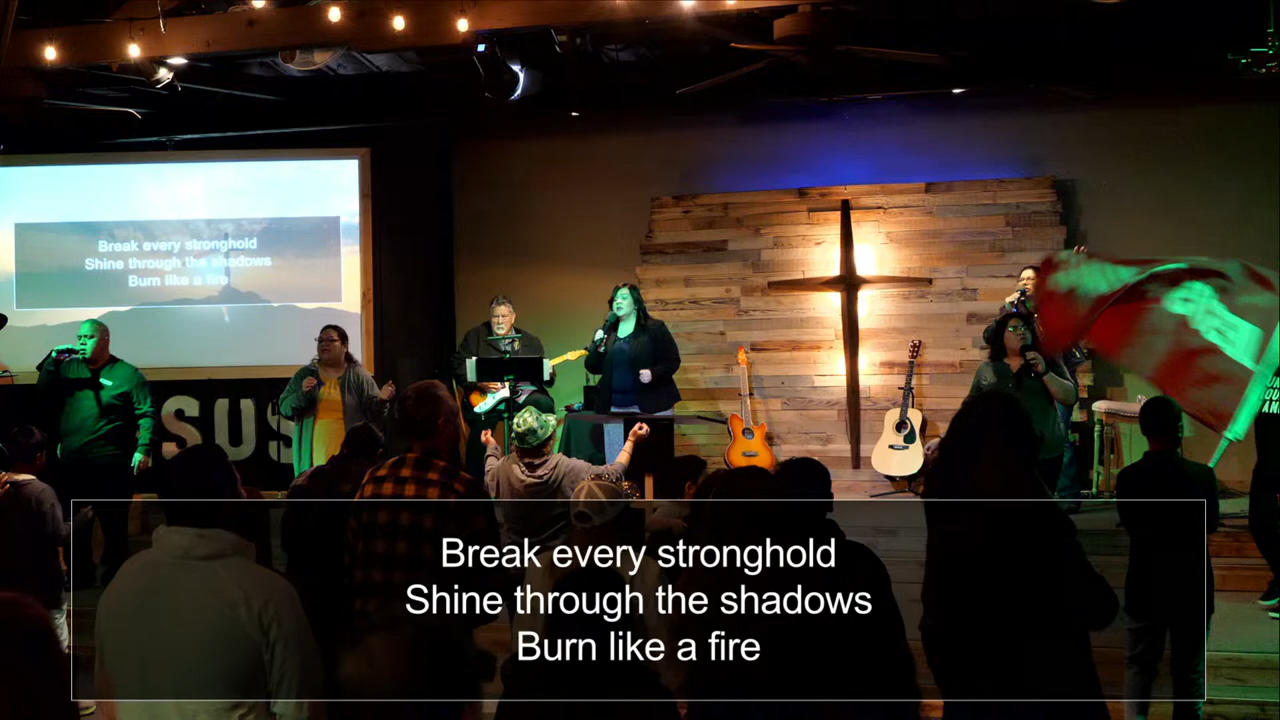 Break every stronghold
Shine through the shadows
Burn like a fire
SUS
Break every stronghold
Shine through the shadows
Burn like a fire